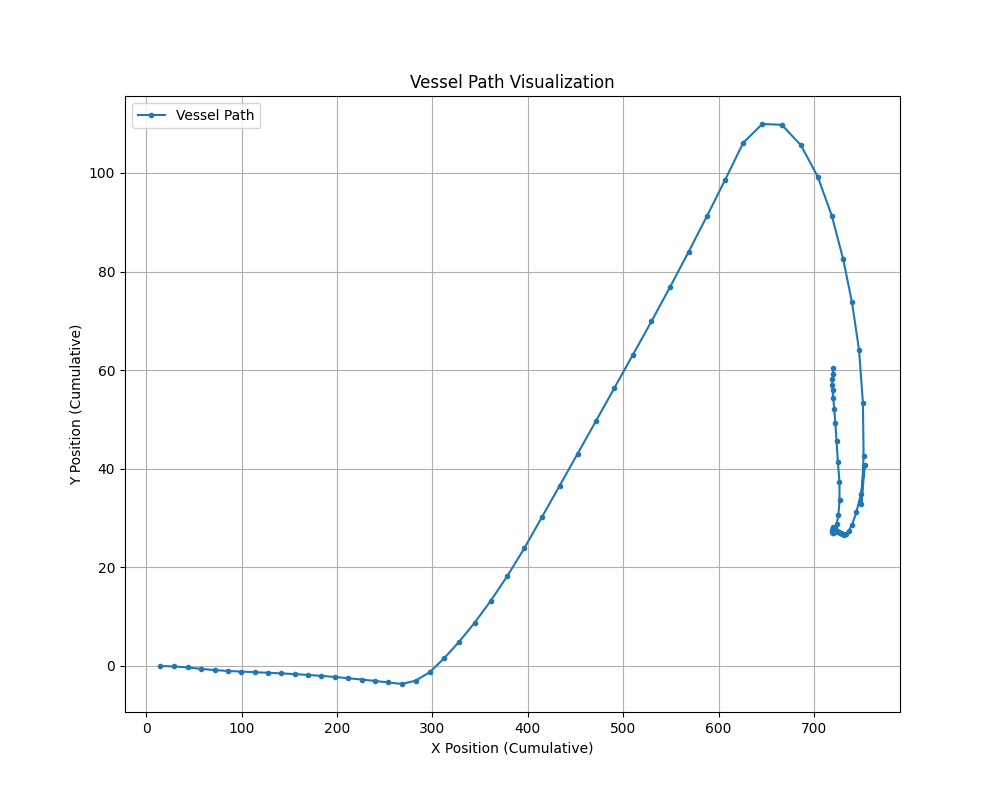 Vessel Path Visualization
Vessel Path
Y Position (Cumulative)
100
80
60
40
20
0
0 100 200 300 400 500 600 700
X Position (Cumulative)